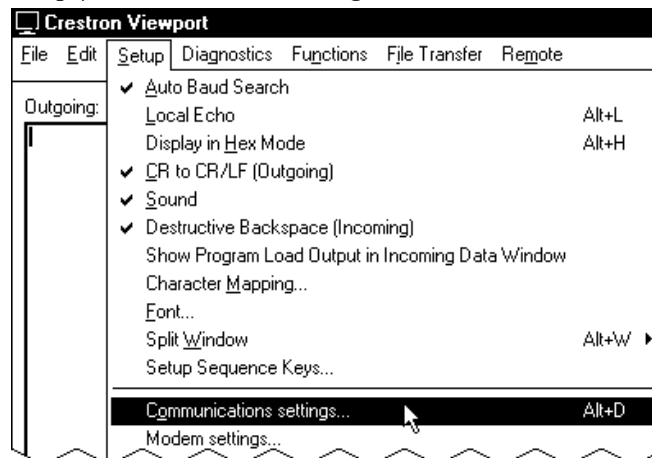 Crestron Viewport
File Edit Setup Diagnostics Functions File Transfer Remote
Auto Baud Search
Outgoing:
Local Echo Alt+L
Display in Hex Mode Alt+H
CR to CR/LF (Outgoing)
Sound
Destructive Backspace (Incoming)
Show Program Load Output in Incoming Data Window
Character Mapping...
Font...
Split Window Alt+W
Setup Sequence Keys...
Communications settings... Alt+D
Modem settings...